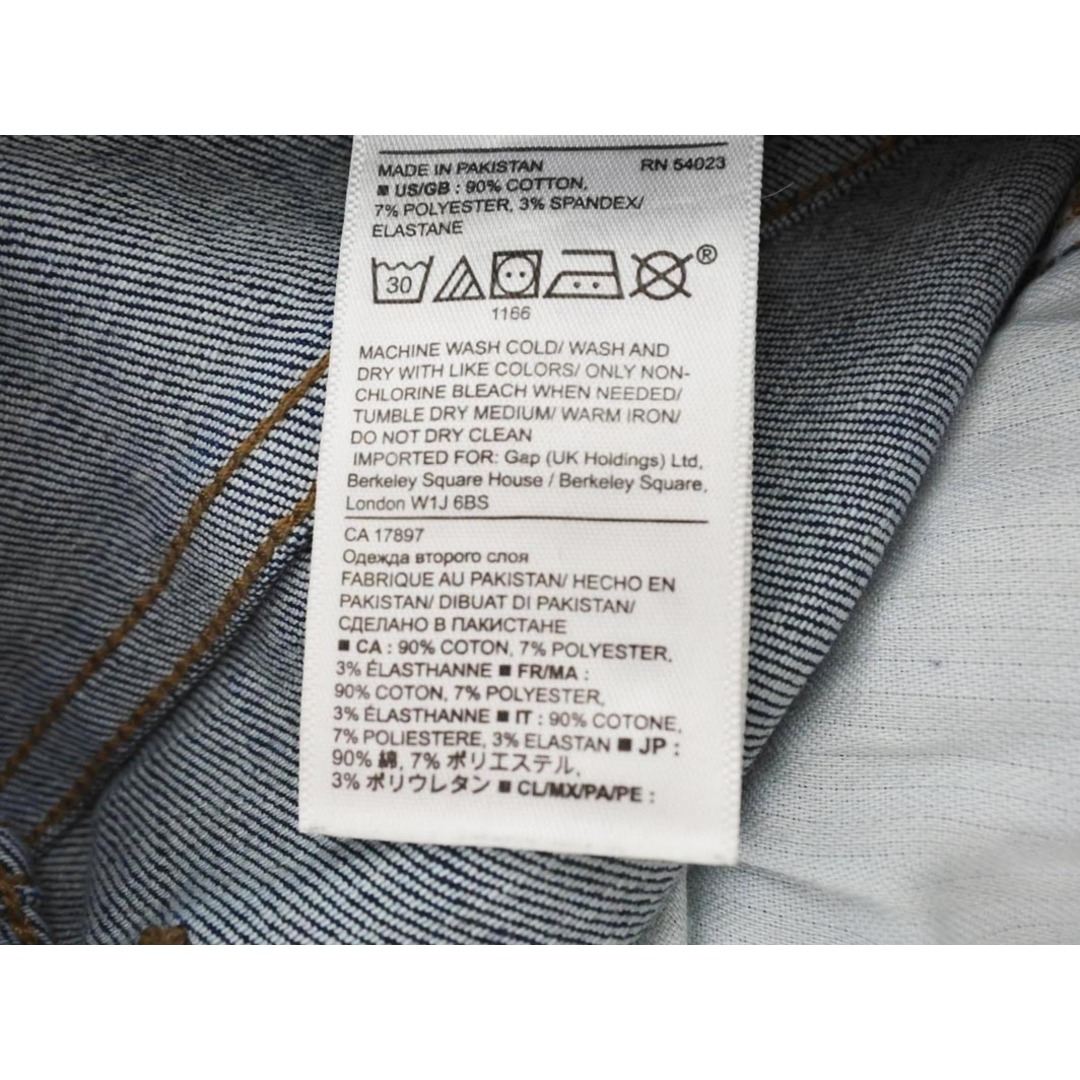 MADE IN PAKISTAN RN 54023
■ US/GB : 90% COTTON,
7% POLYESTER, 3% SPANDEX/
ELASTANE
30
®
1166
MACHINE WASH COLD/ WASH AND
DRY WITH LIKE COLORS/ ONLY NON-
CHLORINE BLEACH WHEN NEEDED/
TUMBLE DRY MEDIUM/ WARM IRON/
DO NOT DRY CLEAN
IMPORTED FOR: Gap (UK Holdings) Ltd,
Berkeley Square House / Berkeley Square,
London W1J 6BS
CA 17897
Одежда второго слоя
FABRIQUE AU PAKISTAN/ HECHO EN
PAKISTAN/ DIBUAT DI PAKISTAN/
СДЕЛАНО В ПАКИСТАНЕ
■ CA : 90% COTON, 7% POLYESTER,
3% ÉLASTHANNE ■ FR/MA :
90% COTON, 7% POLYESTER,
3% ÉLASTHANNE ■ IT : 90% COTONE,
7% POLIESTERE, 3% ELASTAN ■ JP :
90% 綿, 7% ポリエステル,
3% ポリウレタン ■ CL/MX/PA/PE :